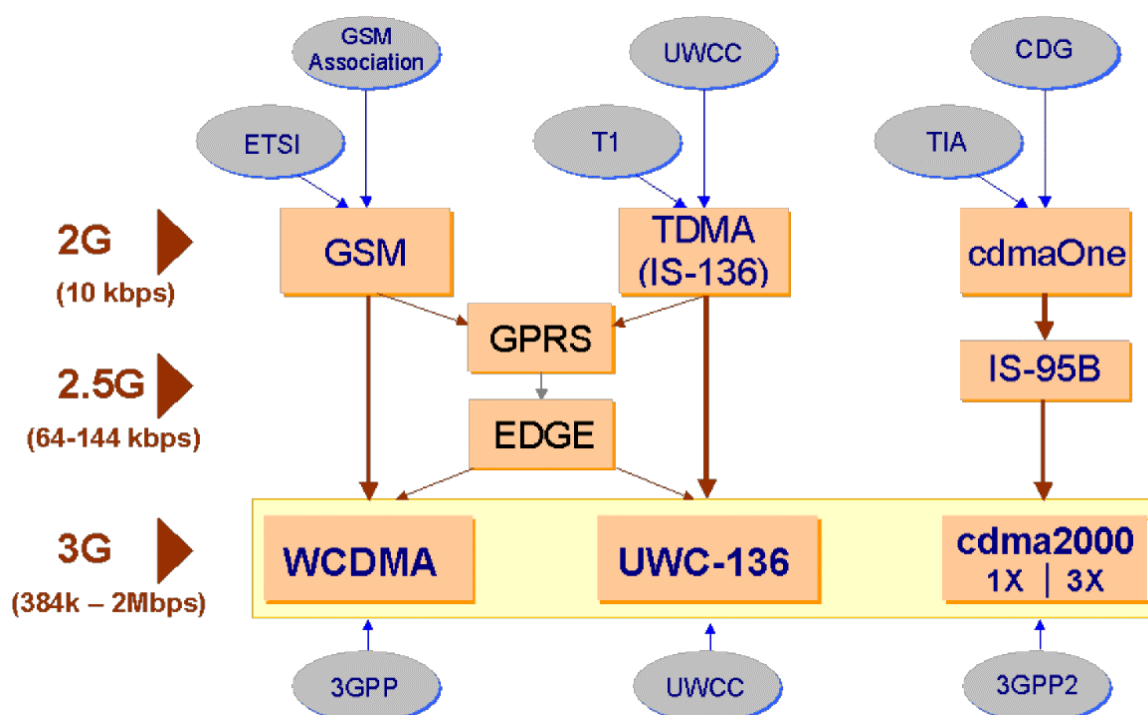 GSM
Association
UWCC
CDG
ETSI
T1
TIA
2G
(10 kbps)
GSM
TDMA
(IS-136)
cdmaOne
GPRS
2.5G
(64-144 kbps)
IS-95B
EDGE
3G
(384k – 2Mbps)
WCDMA
UWC-136
cdma2000
1X | 3X
3GPP
UWCC
3GPP2